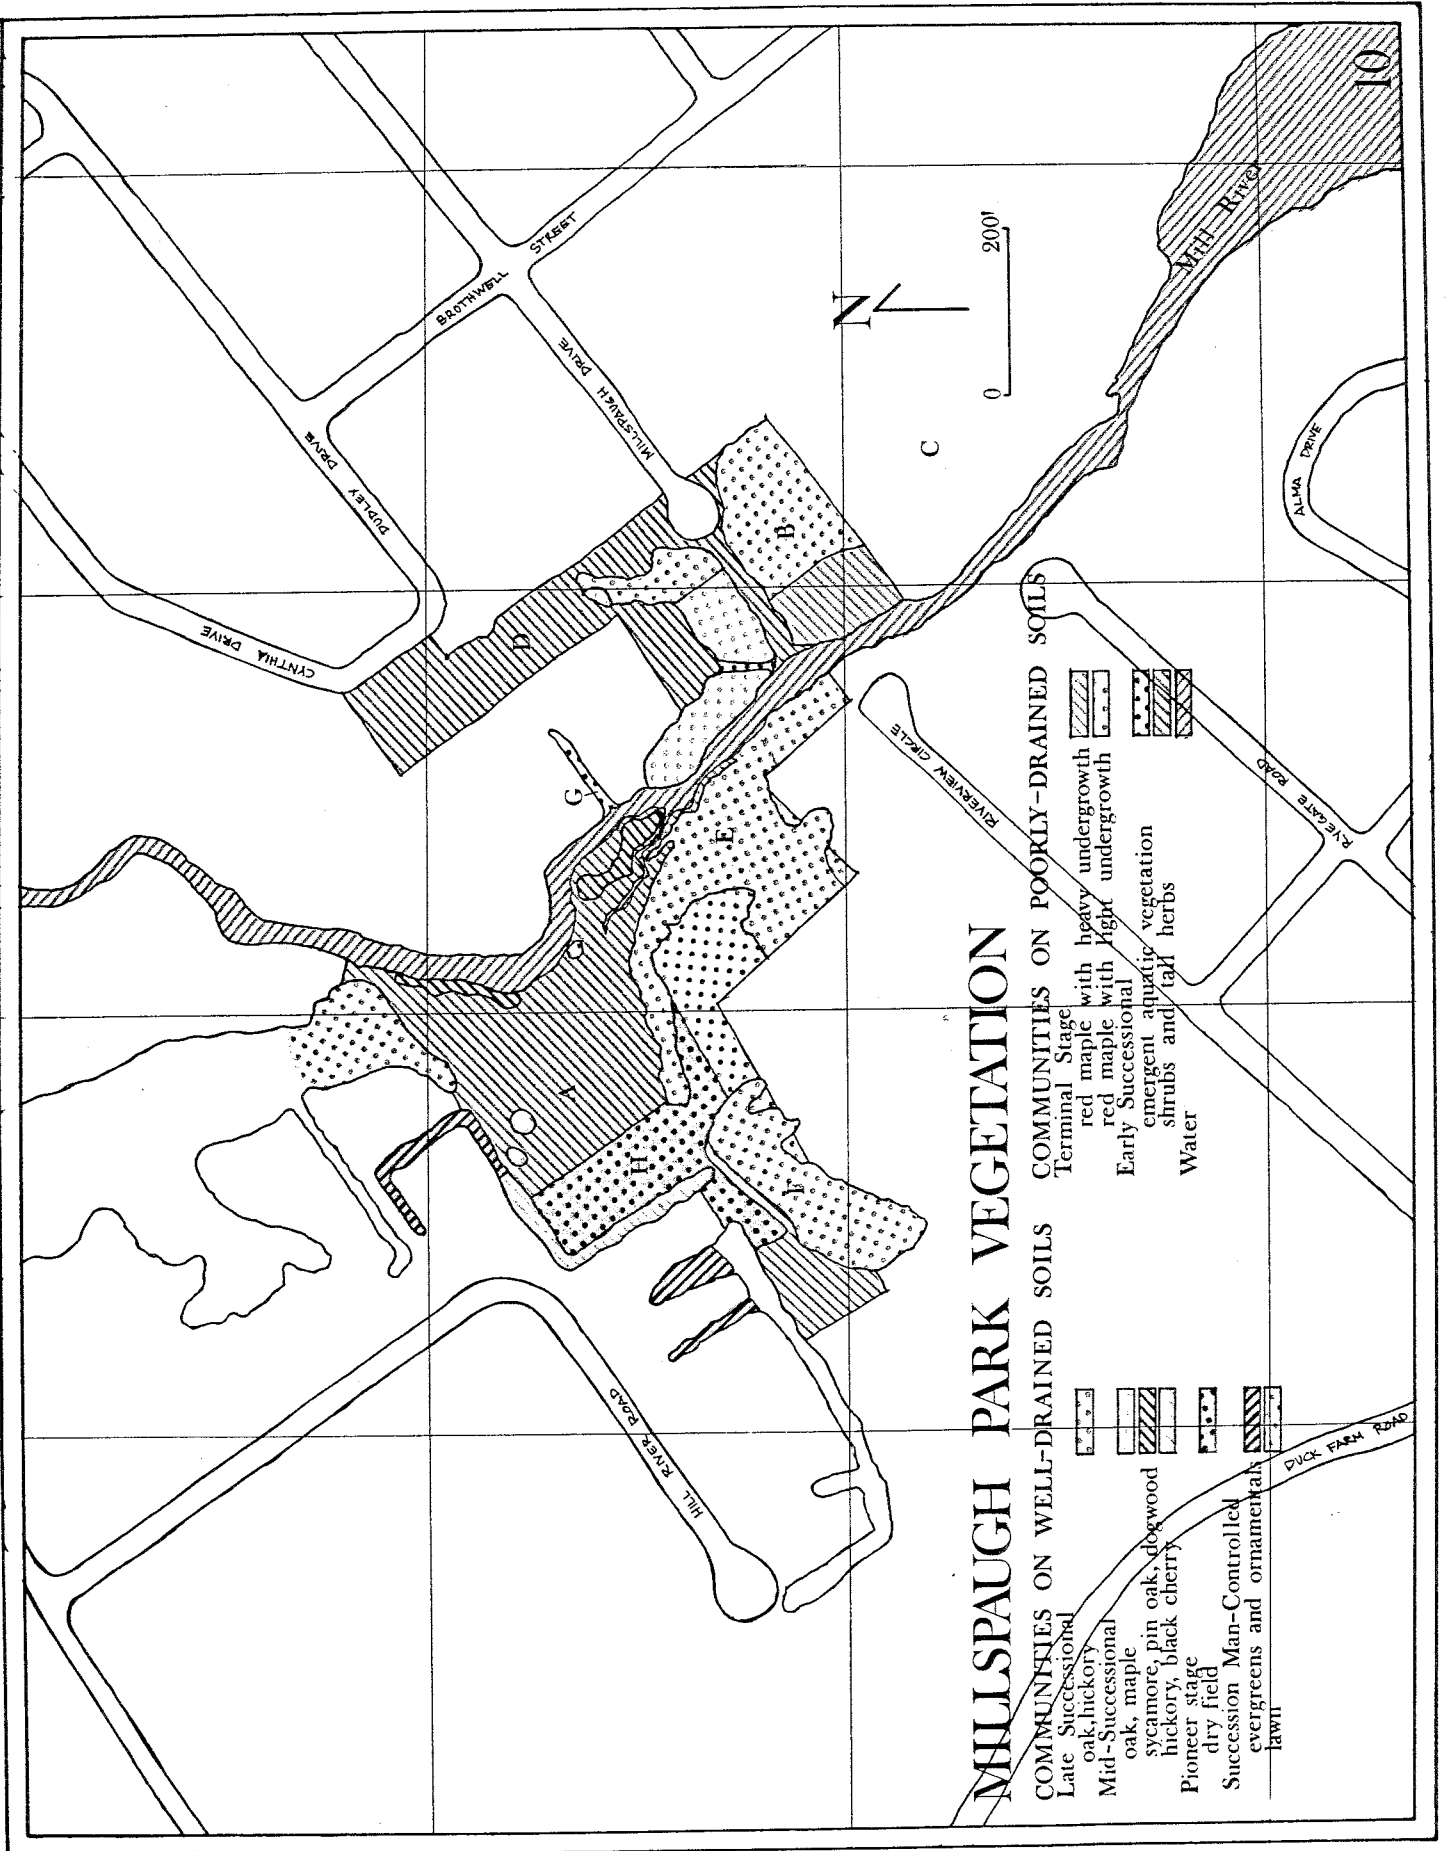 MILLSPAUGH PARK VEGETATION
COMMUNITIES ON WELL-DRAINED SOILS
Late Successional
oak, hickory
Mid-Successional
oak, maple
sycamore, pin oak, dogwood
hickory, black cherry
Pioneer stage
dry field
Succession Man-Controlled
evergreens and ornamentals
lawn
COMMUNITIES ON POORLY-DRAINED SOILS
Terminal Stage
red maple with heavy undergrowth
red maple with light undergrowth
Early Successional
emergent aquatic vegetation
shrubs and tall herbs
Water
HILL RIVER ROAD
DUCK FARM ROAD
CYNTHIA DRIVE
DUDLEY DRIVE
BROTHWELL STREET
MILLSPAUGH DRIVE
RIVERVIEW CIRCLE
RYEGATE ROAD
ALMA DRIVE
Mill River
A
B
C
D
E
F
G
H
N
0 200'
10